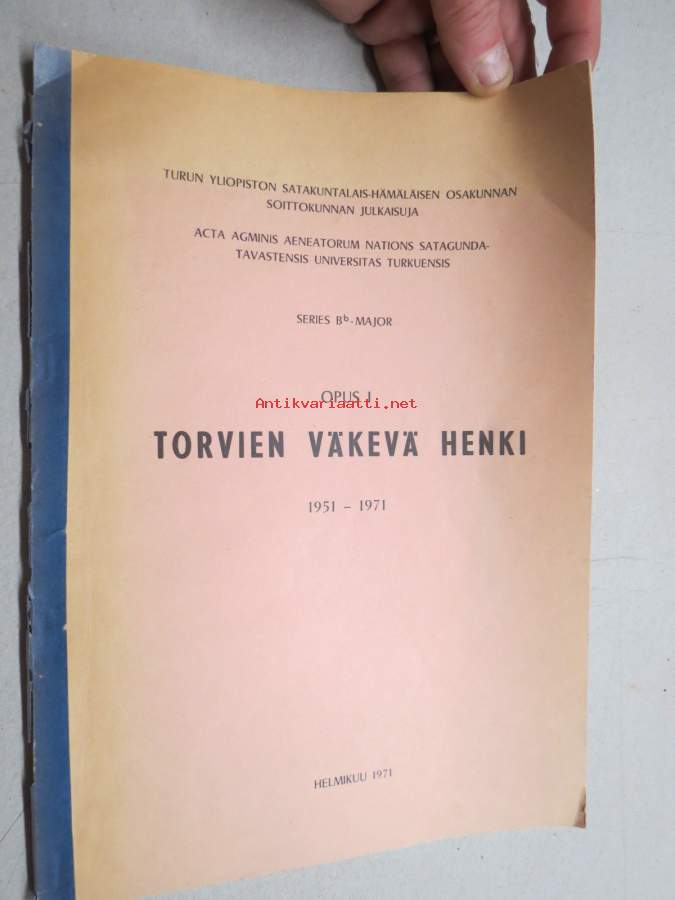 TURUN YLIOPISTON SATAKUNTALAIS-HÄMÄLÄISEN OSAKUNNAN
SOITTOKUNNAN JULKAISUJA
ACTA AGMINIS AENEATORUM NATIONS SATAGUNDA-
TAVASTENSIS UNIVERSITAS TURKUENSIS
SERIES Bb-MAJOR
OPUS I
Antikvariaatti.net
TORVIEN VÄKEVÄ HENKI
1951 – 1971
HELMIKUU 1971